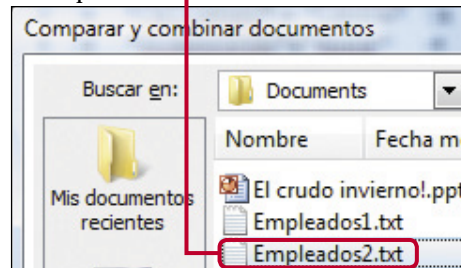 Comparar y combinar documentos
Buscar en:
Documents
Nombre Fecha
Mis documentos
recientes
El crudo invierno!.ppt
Empleados1.txt
Empleados2.txt